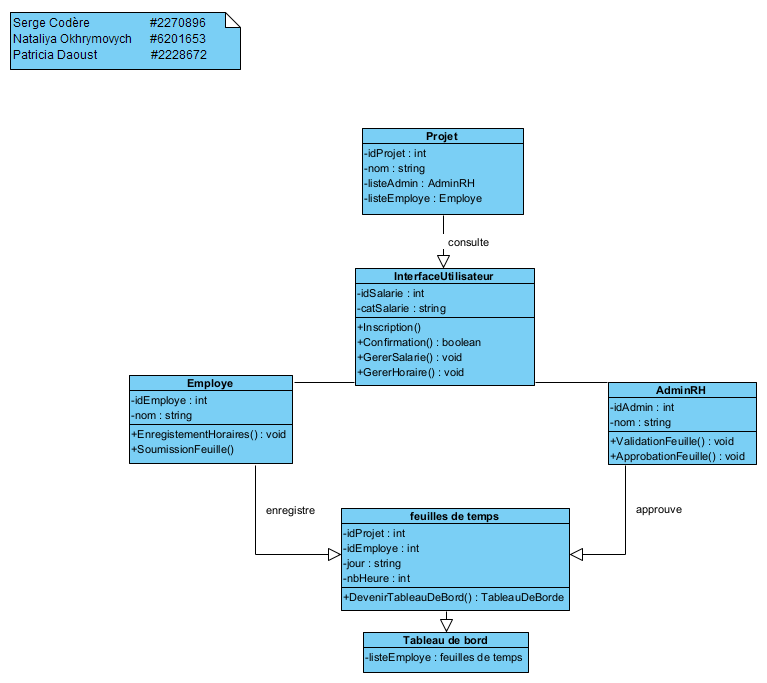 Serge Codère #2270896
Nataliya Okhrymovych #6201653
Patricia Daoust #2228672
Projet
-idProjet : int
-nom : string
-listeAdmin : AdminRH
-listeEmploye : Employe
consulte
InterfaceUtilisateur
-idSalarie : int
-catSalarie : string
+Inscription()
+Confirmation() : boolean
+GererSalarie() : void
+GererHoraire() : void
Employe
-idEmploye : int
-nom : string
+EnregistementHoraires() : void
+SoumissionFeuille()
AdminRH
-idAdmin : int
-nom : string
+ValidationFeuille() : void
+ApprobationFeuille() : void
enregistre
approuve
feuilles de temps
-idProjet : int
-idEmploye : int
-jour : string
-nbHeure : int
+DevenirTableauDeBord() : TableauDeBorde
Tableau de bord
-listeEmploye : feuilles de temps